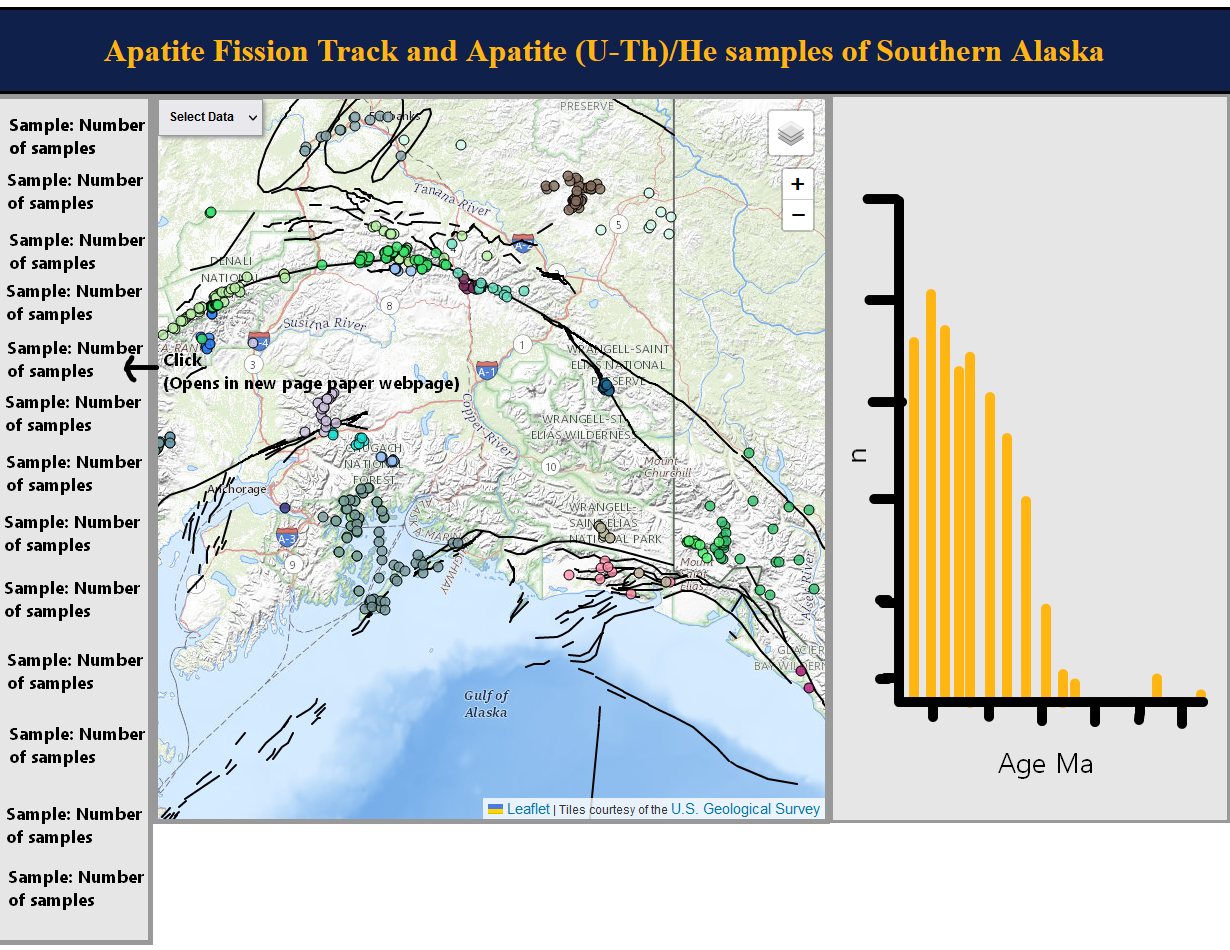 Apatite Fission Track and Apatite (U-Th)/He samples of Southern Alaska
Sample: Number
of samples
Sample: Number
of samples
Sample: Number
of samples
Sample: Number
of samples
Sample: Number
of samples
Sample: Number
of samples
Sample: Number
of samples
Sample: Number
of samples
Sample: Number
of samples
Sample: Number
of samples
Sample: Number
of samples
Sample: Number
of samples
Sample: Number
of samples
Select Data
PRESERVE
+
−
Tanana River
5
DENALI
NATIONAL
8
Susitna River
1
3
Click
(Opens in new page paper webpage)
A-1
WRANGELL-SAINT
ELIAS NATIONAL
PRESERVE
WRANGELL-ST.
ELIAS WILDERNESS
Copper River
CHUGACH
NATIONAL
FOREST
10
Mount
Churchill
Anchorage
WRANGELL-
SAINT ELIAS
NATIONAL PARK
A-3
9
Mount
Saint
Elias
GLACIER
BAY WILDERN
Gulf of
Alaska
Leaflet | Tiles courtesy of the U.S. Geological Survey
n
Age Ma